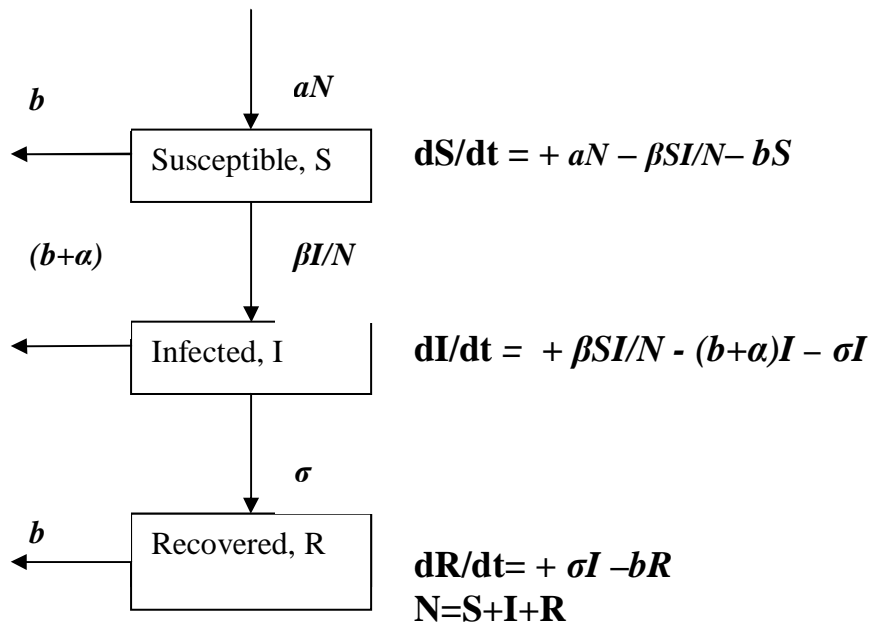 aN
b
Susceptible, S
dS/dt = + aN – βSI/N– bS
(b+α)
βI/N
Infected, I
dI/dt = + βSI/N - (b+α)I – σI
σ
b
Recovered, R
dR/dt= + σI –bR
N=S+I+R